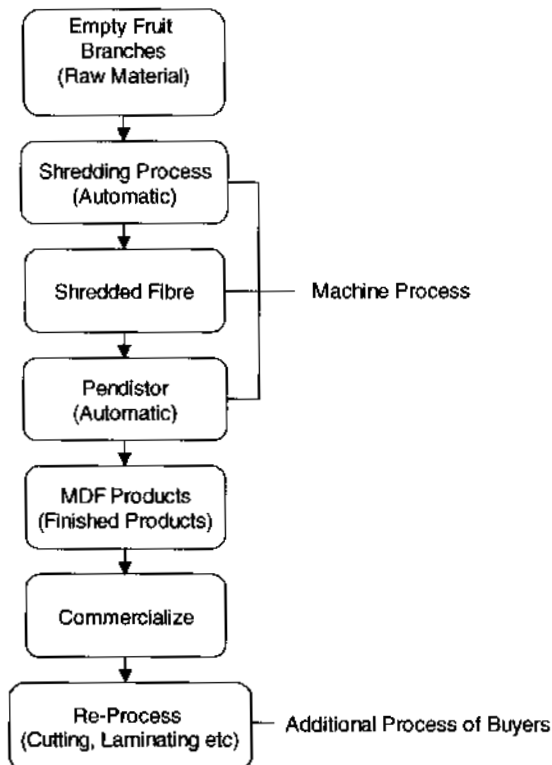 Empty Fruit
Branches
(Raw Material)
Shredding Process
(Automatic)
Shredded Fibre
Machine Process
Pendistor
(Automatic)
MDF Products
(Finished Products)
Commercialize
Re-Process
(Cutting, Laminating etc)
Additional Process of Buyers